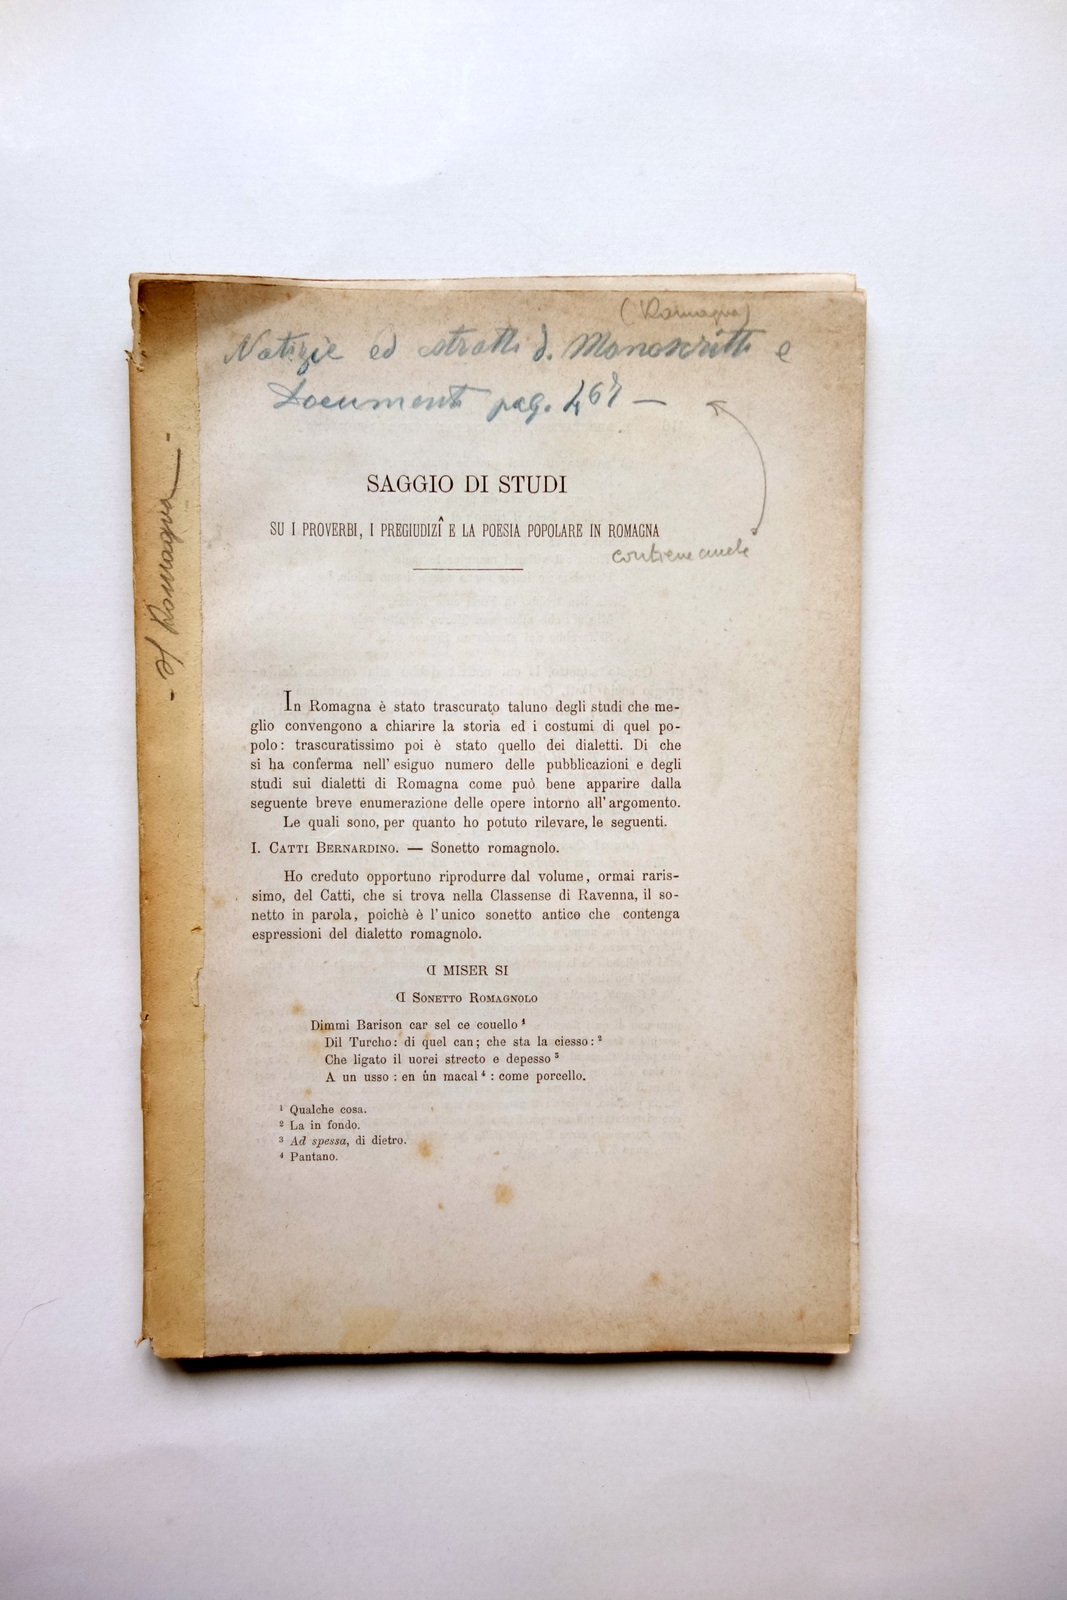 (Romagna)
Notizie ed estratti di Manoscritti e
Documenti pag. 467 —
SAGGIO DI STUDI
SU I PROVERBI, I PREGIUDIZÎ E LA POESIA POPOLARE IN ROMAGNA
contiene anche
In Romagna è stato trascurato taluno degli studi che me-
glio convengono a chiarire la storia ed i costumi di quel po-
polo: trascuratissimo poi è stato quello dei dialetti. Di che
si ha conferma nell'esiguo numero delle pubblicazioni e degli
studi sui dialetti di Romagna come può bene apparire dalla
seguente breve enumerazione delle opere intorno all'argomento.
Le quali sono, per quanto ho potuto rilevare, le seguenti.
I. CATTI BERNARDINO. — Sonetto romagnolo.
Ho creduto opportuno riprodurre dal volume, ormai raris-
simo, del Catti, che si trova nella Classense di Ravenna, il so-
netto in parola, poichè è l'unico sonetto antico che contenga
espressioni del dialetto romagnolo.
MISER SI
SONETTO ROMAGNOLO
Dimmi Barison car sel ce couello ¹
Dil Turcho: di quel can; che sta la ciesso: ²
Che ligato il uorei strecto e depesso ³
A un usso: en ûn macal ⁴: come porcello.
¹ Qualche cosa.
² La in fondo.
³ Ad spessa, di dietro.
⁴ Pantano.